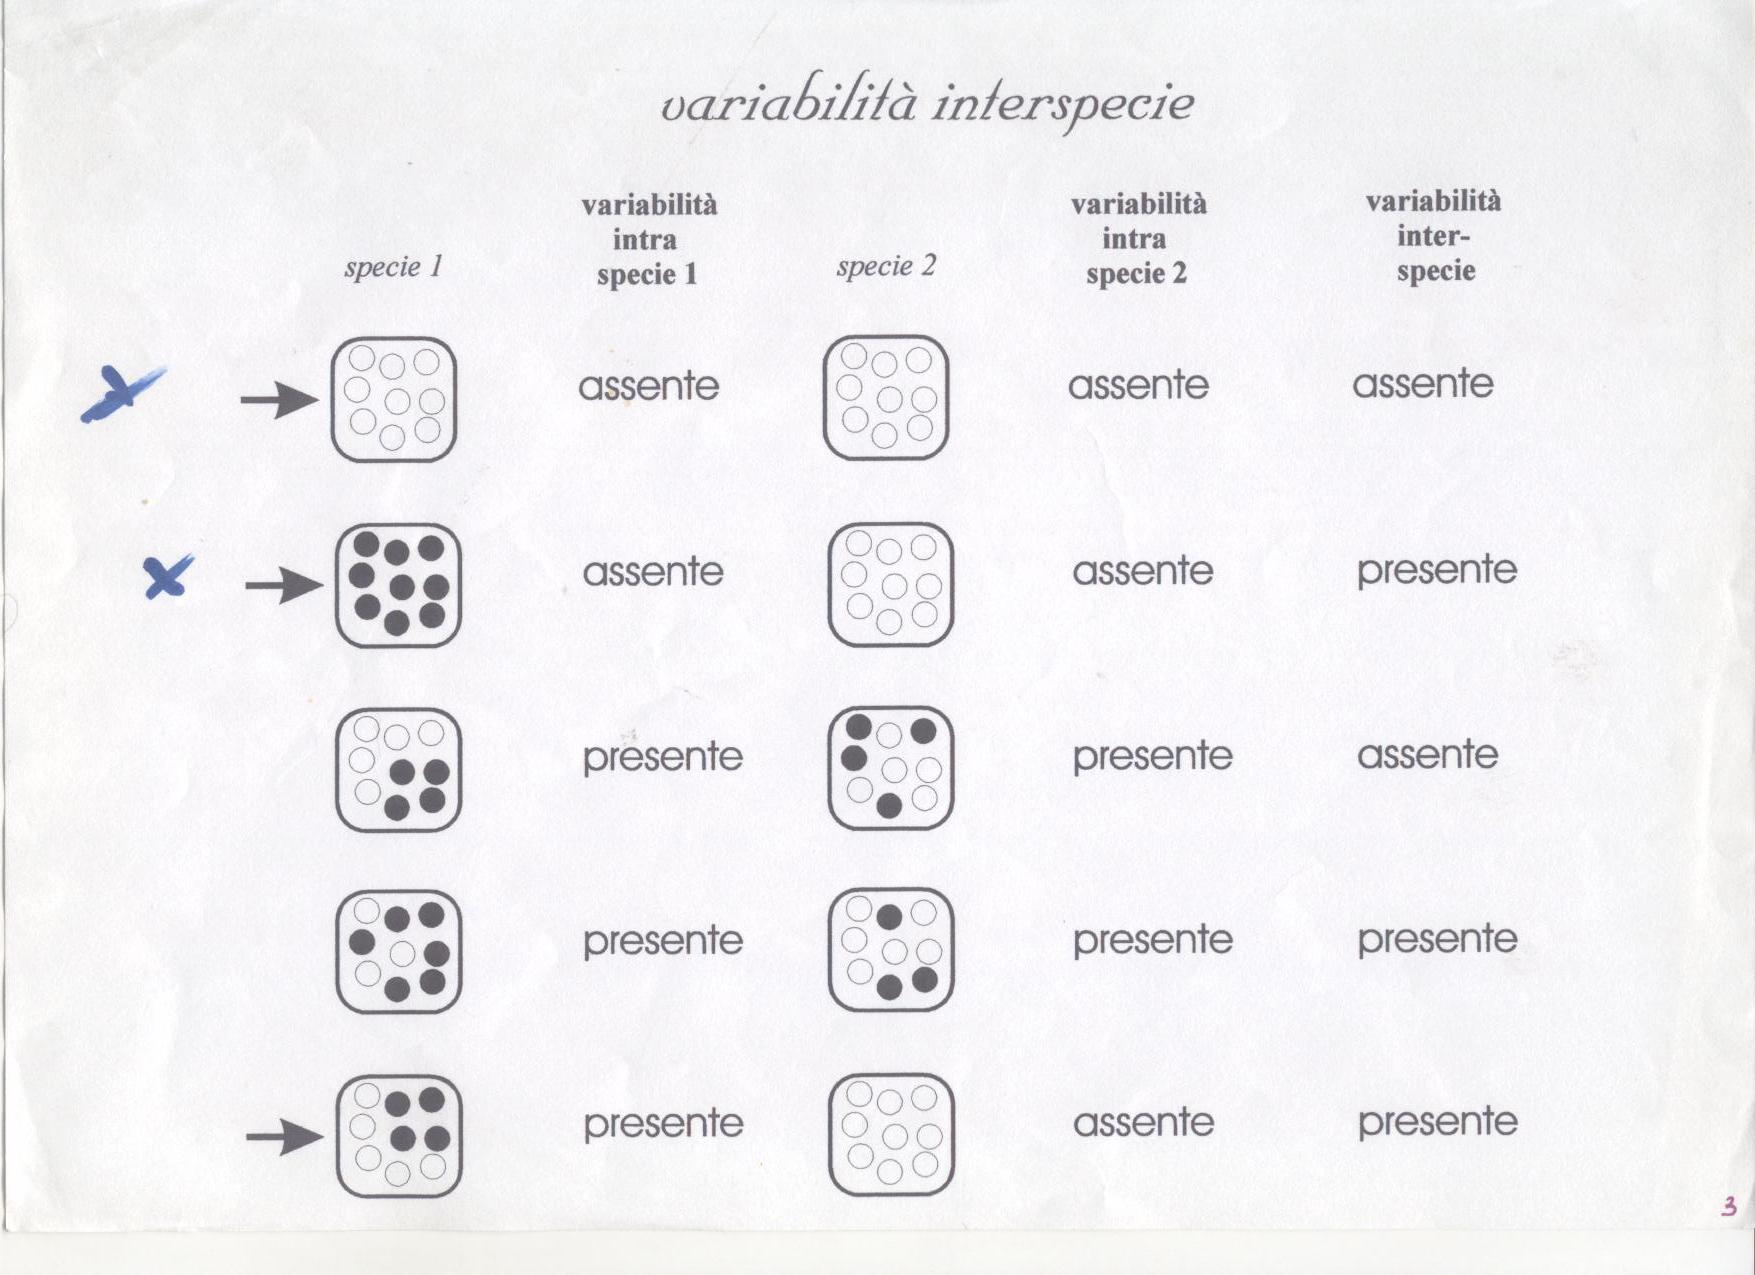 variabilità interspecie
specie 1
variabilità
intra
specie 1
specie 2
variabilità
intra
specie 2
variabilità
inter-
specie
assente assente assente
assente assente presente
presente presente assente
presente presente presente
presente assente presente
3